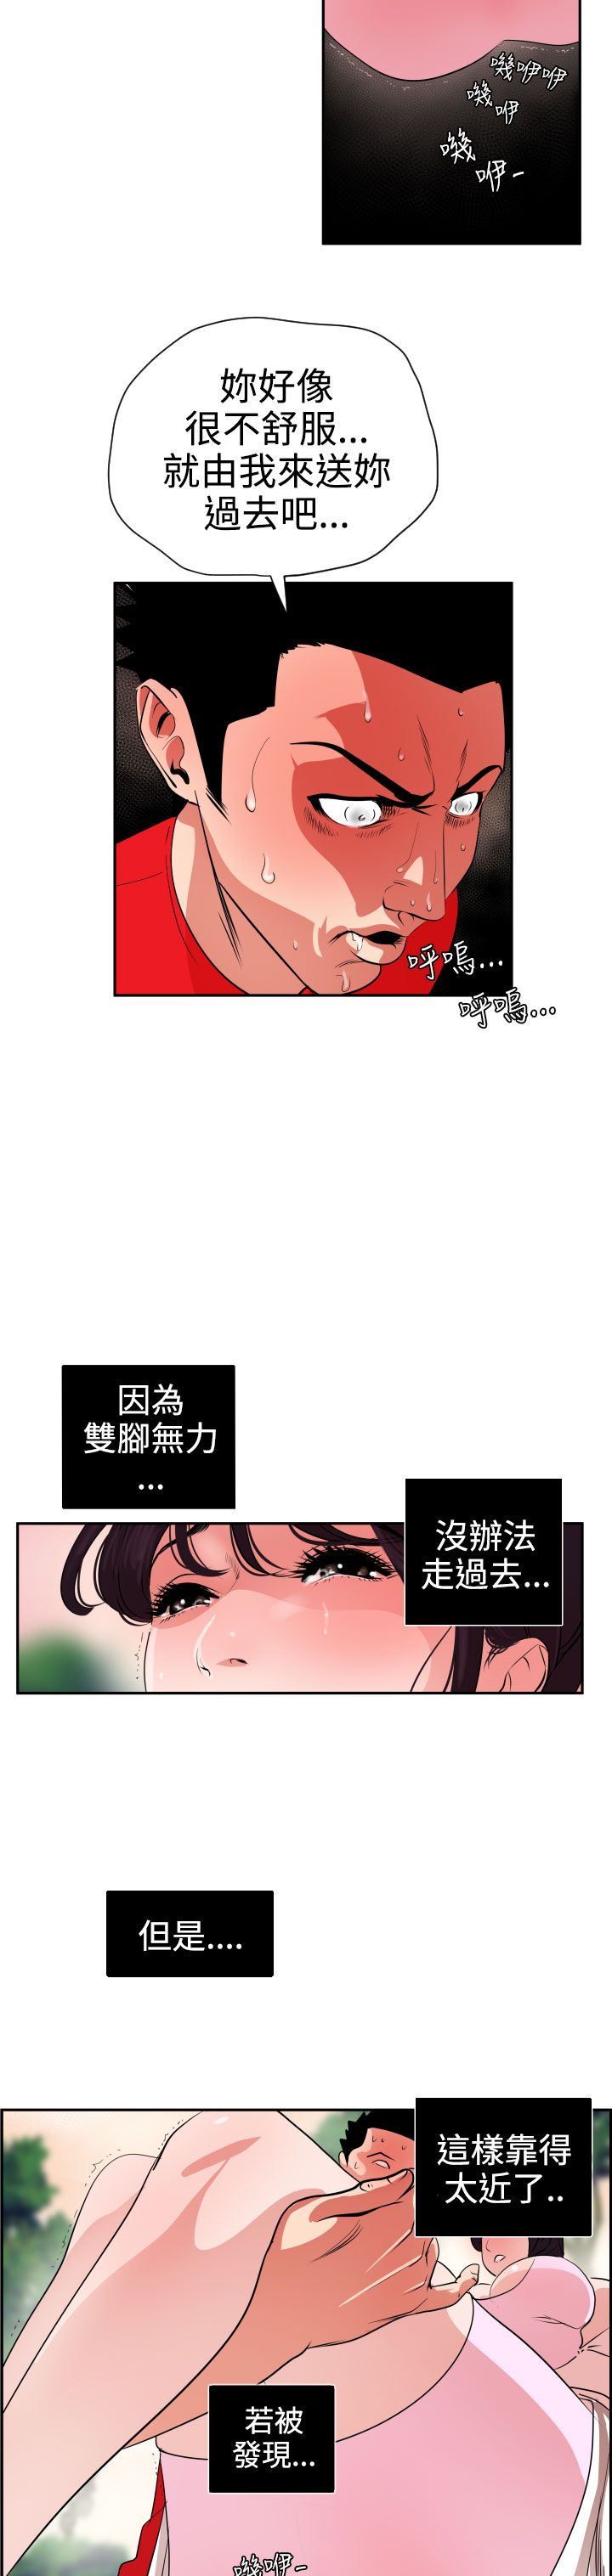 嘰咿咿
嘰咿
嘰
咿-
妳好像
很不舒服...
就由我來送妳
過去吧...
呼嗚...
呼嗚...
因為
雙腳無力
...
沒辦法
走過去...
但是....
這樣靠得
太近了..
若被
發現...
嘰咿-